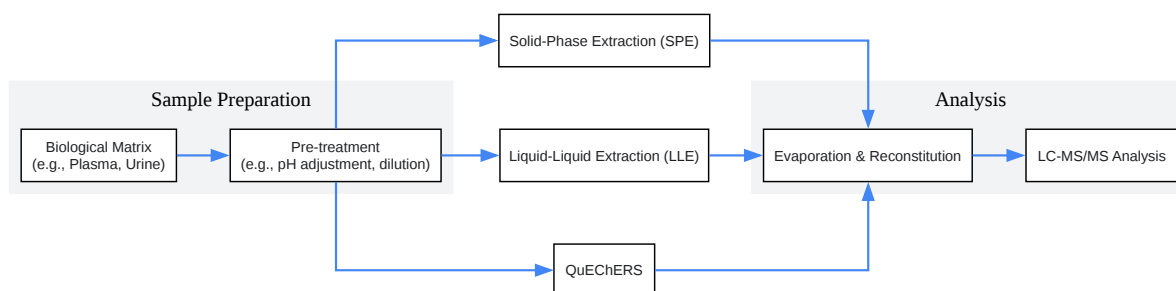 Solid-Phase Extraction (SPE)
Sample Preparation
Analysis
Biological Matrix
(e.g., Plasma, Urine)
Pre-treatment
(e.g., pH adjustment, dilution)
Liquid-Liquid Extraction (LLE)
Evaporation & Reconstitution
LC-MS/MS Analysis
QuEChERS